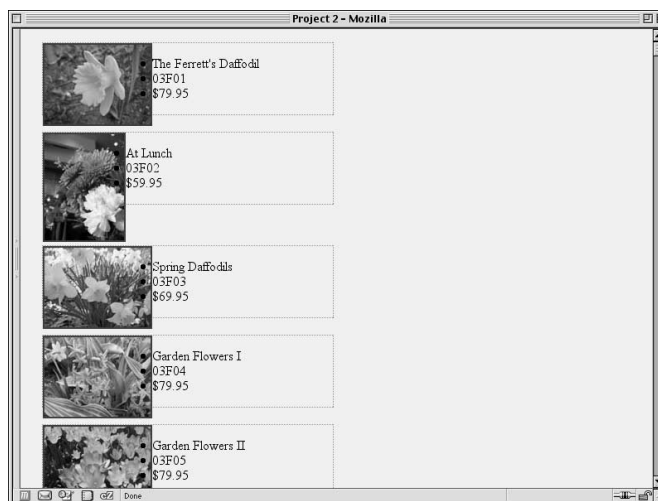 Project 2 – Mozilla
The Ferrett's Daffodil
03F01
$79.95
At Lunch
03F02
$59.95
Spring Daffodils
03F03
$69.95
Garden Flowers I
03F04
$79.95
Garden Flowers II
03F05
$79.95
Done